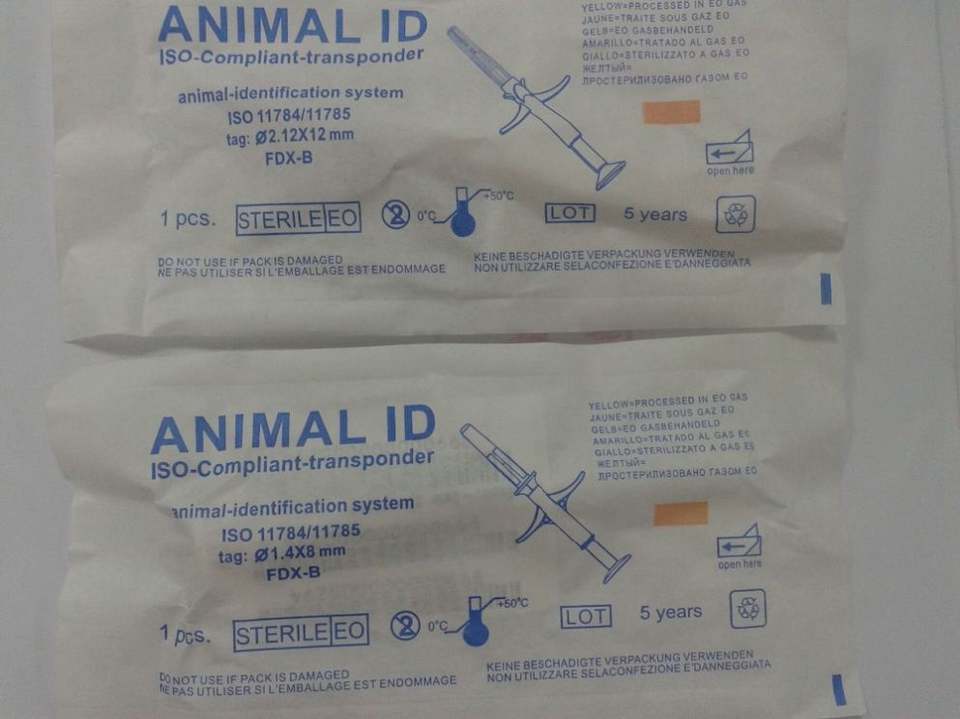 ANIMAL ID
ISO-Compliant-transponder
animal-identification system
ISO 11784/11785
tag: Ø2.12X12 mm
FDX-B
YELLOW=PROCESSED IN EO GAS
JAUNE=TRAITE SOUS GAZ EO
GELB=EO GASBEHANDELD
AMARILLO=TRATADO AL GAS EO
GIALLO=STERILIZZATO A GAS EO
ЖЕЛТЫЙ=
ЛРОСТЕРИЛИЗОВАНО ГАЗОМ EO
open here
1 pcs. STERILE EO 2 0°C +50°C LOT 5 years
DO NOT USE IF PACK IS DAMAGED
NE PAS UTILISER SI L'EMBALLAGE EST ENDOMMAGE
KEINE BESCHADIGTE VERPACKUNG VERWENDEN
NON UTILIZZARE SELACONFEZIONE E'DANNEGGIATA
ANIMAL ID
ISO-Compliant-transponder
animal-identification system
ISO 11784/11785
tag: Ø1.4X8 mm
FDX-B
YELLOW=PROCESSED IN EO GAS
JAUNE=TRAITE SOUS GAZ EO
GELB=EO GASBEHANDELD
AMARILLO=TRATADO AL GAS EO
GIALLO=STERILIZZATO A GAS EO
ЖЕЛТЫЙ=
ЛРОСТЕРИЛИЗОВАНО ГАЗОМ EO
open here
1 pcs. STERILE EO 2 0°C +50°C LOT 5 years
DO NOT USE IF PACK IS DAMAGED
NE PAS UTILISER SI L'EMBALLAGE EST ENDOMMAGE
KEINE BESCHADIGTE VERPACKUNG VERWENDEN
NON UTILIZZARE SELACONFEZIONE E'DANNEGGIATA